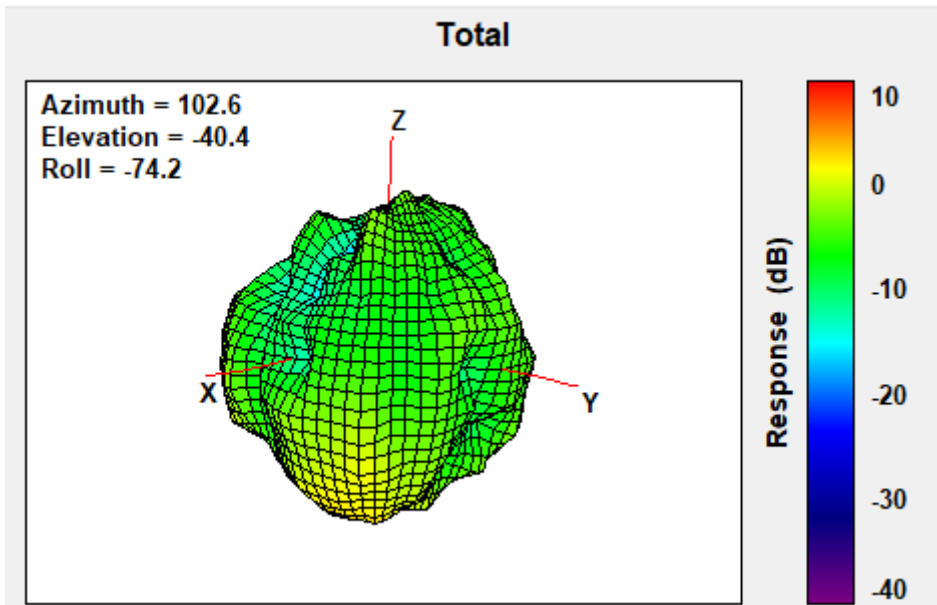 Total
Azimuth = 102.6
Elevation = -40.4
Roll = -74.2
Z
X
Y
10
0
-10
-20
-30
-40
Response (dB)